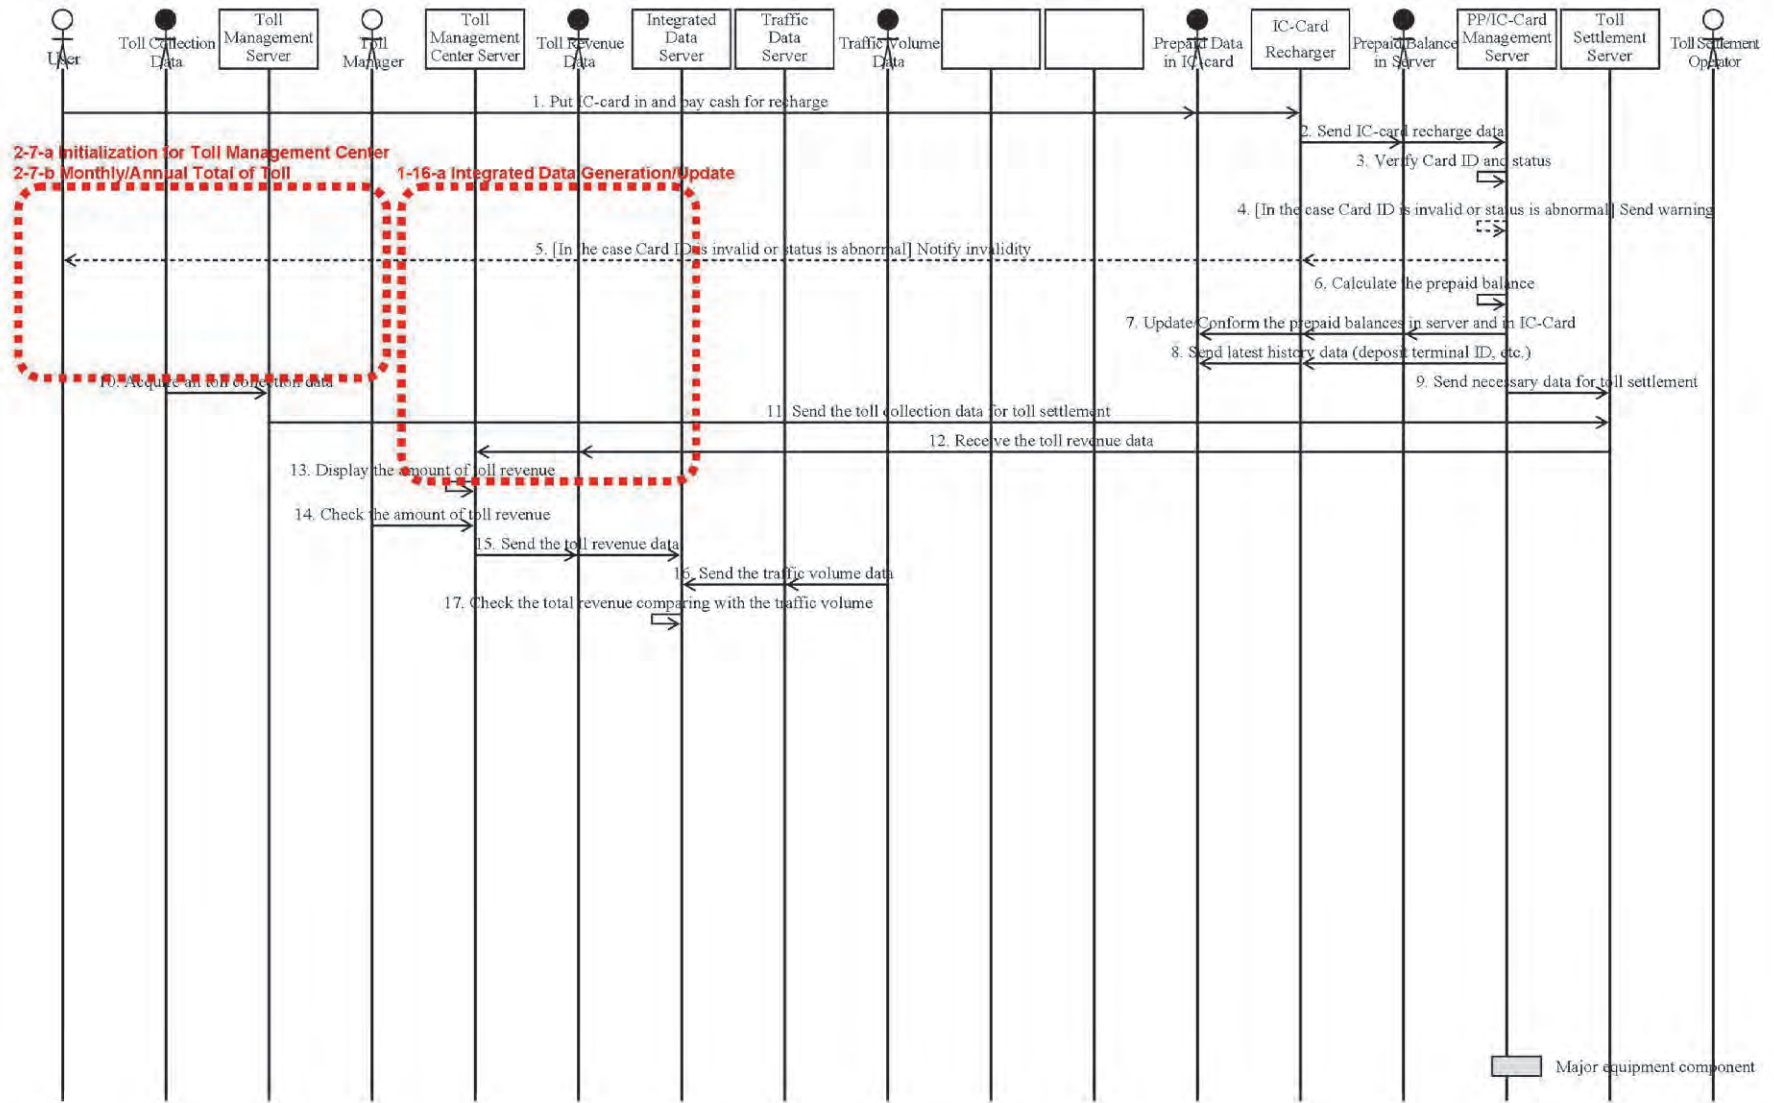 User
Toll Collection
Data
Toll
Management
Server
Toll
Manager
Toll
Management
Center Server
Toll Revenue
Data
Integrated
Data
Server
Traffic
Data
Server
Traffic Volume
Data
Prepaid Data
in IC-card
IC-Card
Recharger
Prepaid Balance
in Server
PP/IC-Card
Management
Server
Toll
Settlement
Server
Toll Settlement
Operator
1. Put IC-card in and pay cash for recharge
2. Send IC-card recharge data
2-7-a Initialization for Toll Management Center
3. Verify Card ID and status
2-7-b Monthly/Annual Total of Toll
1-16-a Integrated Data Generation/Update
4. [In the case Card ID is invalid or status is abnormal] Send warning
5. [In the case Card ID is invalid or status is abnormal] Notify invalidity
6. Calculate the prepaid balance
7. Update/Conform the prepaid balances in server and in IC-Card
8. Send latest history data (deposit terminal ID, etc.)
9. Send necessary data for toll settlement
10. Acquire all toll collection data
11. Send the toll collection data for toll settlement
12. Receive the toll revenue data
13. Display the amount of toll revenue
14. Check the amount of toll revenue
15. Send the toll revenue data
16. Send the traffic volume data
17. Check the total revenue comparing with the traffic volume
Major equipment component